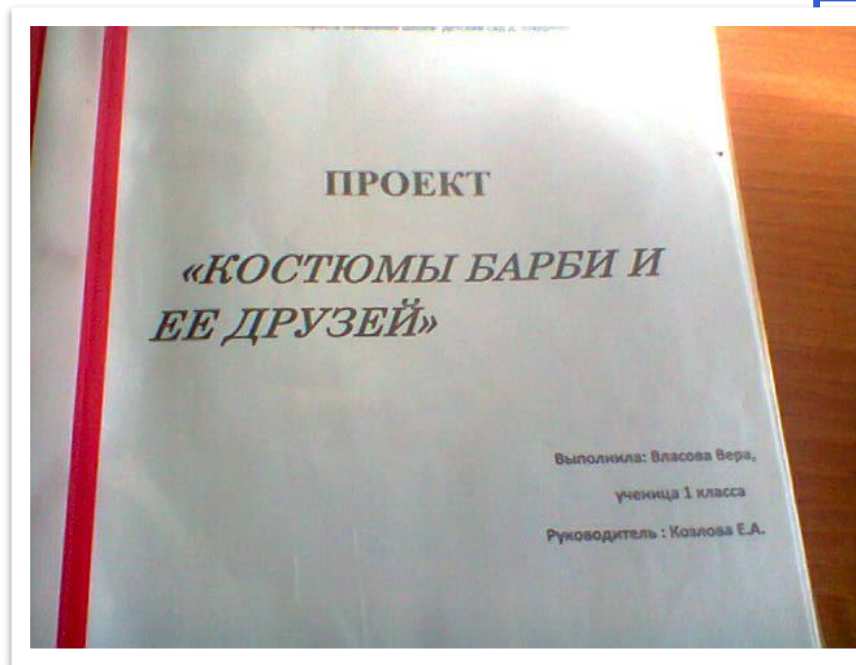 ПРОЕКТ
«КОСТЮМЫ БАРБИ И
ЕЕ ДРУЗЕЙ»
Выполнила: Власова Вера,
ученица 1 класса
Руководитель : Козлова Е.А.